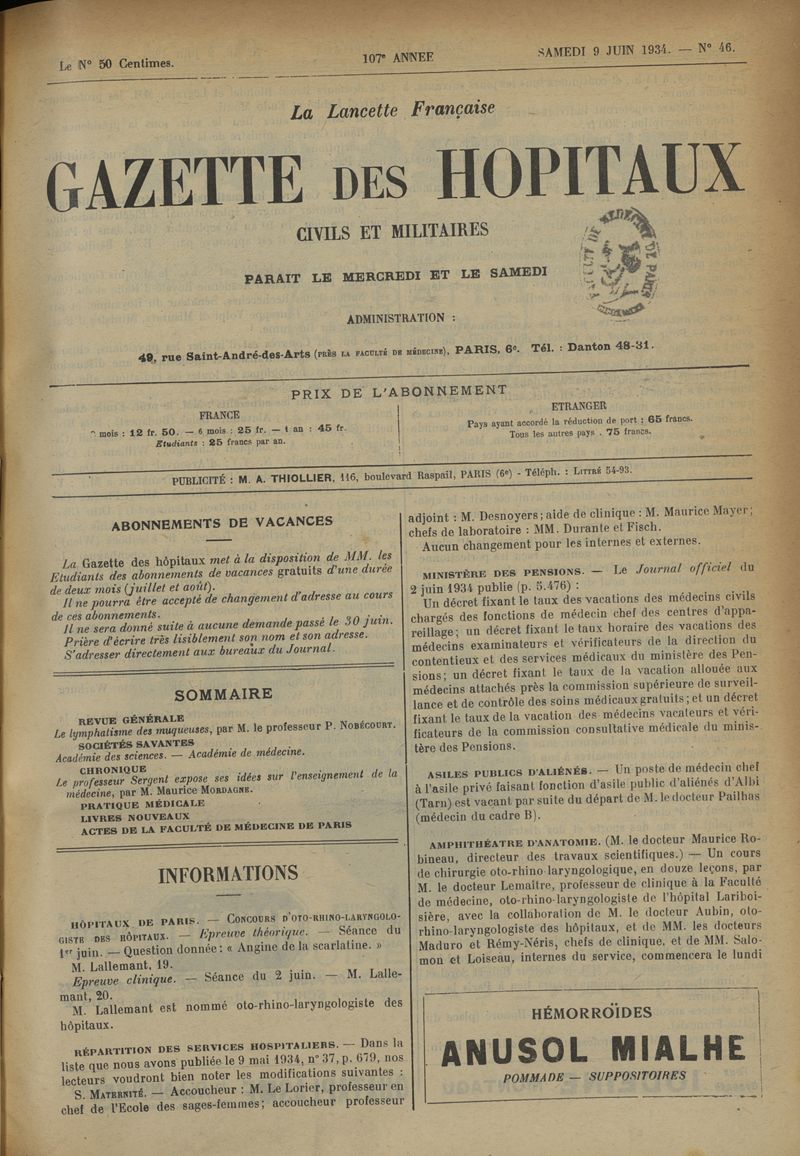 Le N° 50 Centimes.
107e ANNEE
SAMEDI 9 JUIN 1934. — N° 46.
La Lancette Française
GAZETTE DES HOPITAUX
CIVILS ET MILITAIRES
PARAIT LE MERCREDI ET LE SAMEDI
ADMINISTRATION :
49, rue Saint-André-des-Arts (PRÈS LA FACULTÉ DE MÉDECINE), PARIS, 6e. Tél. : Danton 48-31.
PRIX DE L'ABONNEMENT
FRANCE
mois : 12 fr. 50. — 6 mois : 25 fr. — 1 an : 45 fr.
Etudiants : 25 francs par an.
ETRANGER
Pays ayant accordé la réduction de port : 65 francs.
Tous les autres pays . 75 francs.
PUBLICITÉ : M. A. THIOLLIER, 116, boulevard Raspail, PARIS (6e) - Téléph. : LITTRÉ 54-93.
ABONNEMENTS DE VACANCES
La Gazette des hôpitaux met à la disposition de MM. les
Etudiants des abonnements de vacances gratuits d'une durée
de deux mois (juillet et août).
Il ne pourra être accepté de changement d'adresse au cours
de ces abonnements.
Il ne sera donné suite à aucune demande passé le 30 juin.
Prière d'écrire très lisiblement son nom et son adresse.
S'adresser directement aux bureaux du Journal.
SOMMAIRE
REVUE GÉNÉRALE
Le lymphatisme des muqueuses, par M. le professeur P. NOBÉCOURT.
SOCIÉTÉS SAVANTES
Académie des sciences. — Académie de médecine.
CHRONIQUE
Le professeur Sergent expose ses idées sur l'enseignement de la
médecine, par M. Maurice MORDAGNE.
PRATIQUE MÉDICALE
LIVRES NOUVEAUX
ACTES DE LA FACULTÉ DE MÉDECINE DE PARIS
INFORMATIONS
HÔPITAUX DE PARIS. — CONCOURS D'OTO-RHINO-LARYNGOLO-
GISTE DES HÔPITAUX. — Epreuve théorique. — Séance du
1er juin. — Question donnée : « Angine de la scarlatine. »
M. Lallemant, 19.
Epreuve clinique. — Séance du 2 juin. — M. Lalle-
mant, 20.
M. Lallemant est nommé oto-rhino-laryngologiste des
hôpitaux.
RÉPARTITION DES SERVICES HOSPITALIERS. — Dans la
liste que nous avons publiée le 9 mai 1934, n° 37, p. 679, nos
lecteurs voudront bien noter les modifications suivantes :
S. MATERNITÉ. — Accoucheur : M. Le Lorier, professeur en
chef de l'Ecole des sages-femmes ; accoucheur professeur
adjoint : M. Desnoyers ; aide de clinique : M. Maurice Mayer ;
chefs de laboratoire : MM. Durante et Fisch.
Aucun changement pour les internes et externes.
MINISTÈRE DES PENSIONS. — Le Journal officiel du
2 juin 1934 publie (p. 5.476) :
Un décret fixant le taux des vacations des médecins civils
chargés des fonctions de médecin chef des centres d'appa-
reillage ; un décret fixant le taux horaire des vacations des
médecins examinateurs et vérificateurs de la direction du
contentieux et des services médicaux du ministère des Pen-
sions ; un décret fixant le taux de la vacation allouée aux
médecins attachés près la commission supérieure de surveil-
lance et de contrôle des soins médicaux gratuits ; et un décret
fixant le taux de la vacation des médecins vacateurs et véri-
ficateurs de la commission consultative médicale du minis-
tère des Pensions.
ASILES PUBLICS D'ALIÉNÉS. — Un poste de médecin chef
à l'asile privé faisant fonction d'asile public d'aliénés d'Albi
(Tarn) est vacant par suite du départ de M. le docteur Pailhas
(médecin du cadre B).
AMPHITHÉATRE D'ANATOMIE. (M. le docteur Maurice Ro-
bineau, directeur des travaux scientifiques.) — Un cours
de chirurgie oto-rhino-laryngologique, en douze leçons, par
M. le docteur Lemaître, professeur de clinique à la Faculté
de médecine, oto-rhino-laryngologiste de l'hôpital Lariboi-
sière, avec la collaboration de M. le docteur Aubin, oto-
rhino-laryngologiste des hôpitaux, et de MM. les docteurs
Maduro et Rémy-Néris, chefs de clinique, et de MM. Salo-
mon et Loiseau, internes du service, commencera le lundi
HÉMORROÏDES
ANUSOL MIALHE
POMMADE — SUPPOSITOIRES